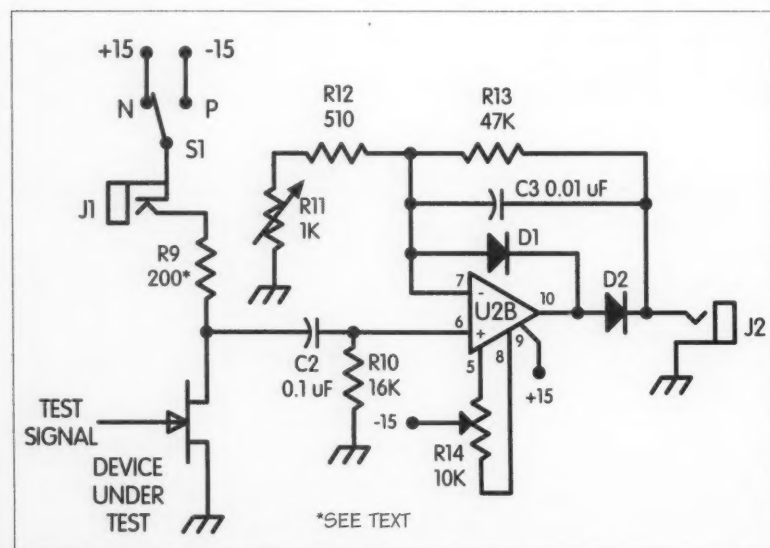 +15
-15
N
P
S1
J1
R9
200*
R12
510
R13
47K
R11
1K
C3 0.01 uF
D1
D2
7
-
U2B
10
6
+
9
5
8
J2
C2
0.1 uF
R10
16K
+15
-15
R14
10K
TEST
SIGNAL
DEVICE
UNDER
TEST
*SEE TEXT